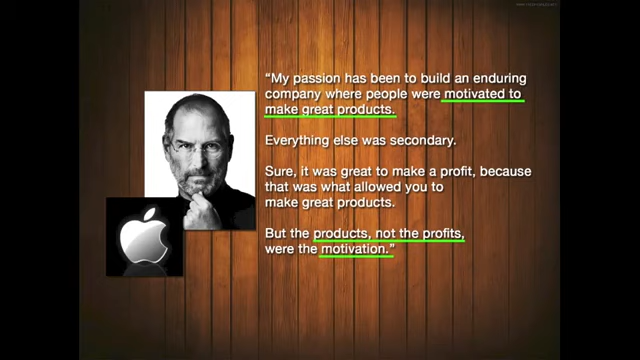 “My passion has been to build an enduring
company where people were motivated to
make great products.
Everything else was secondary.
Sure, it was great to make a profit, because
that was what allowed you to
make great products.
But the products, not the profits,
were the motivation.”